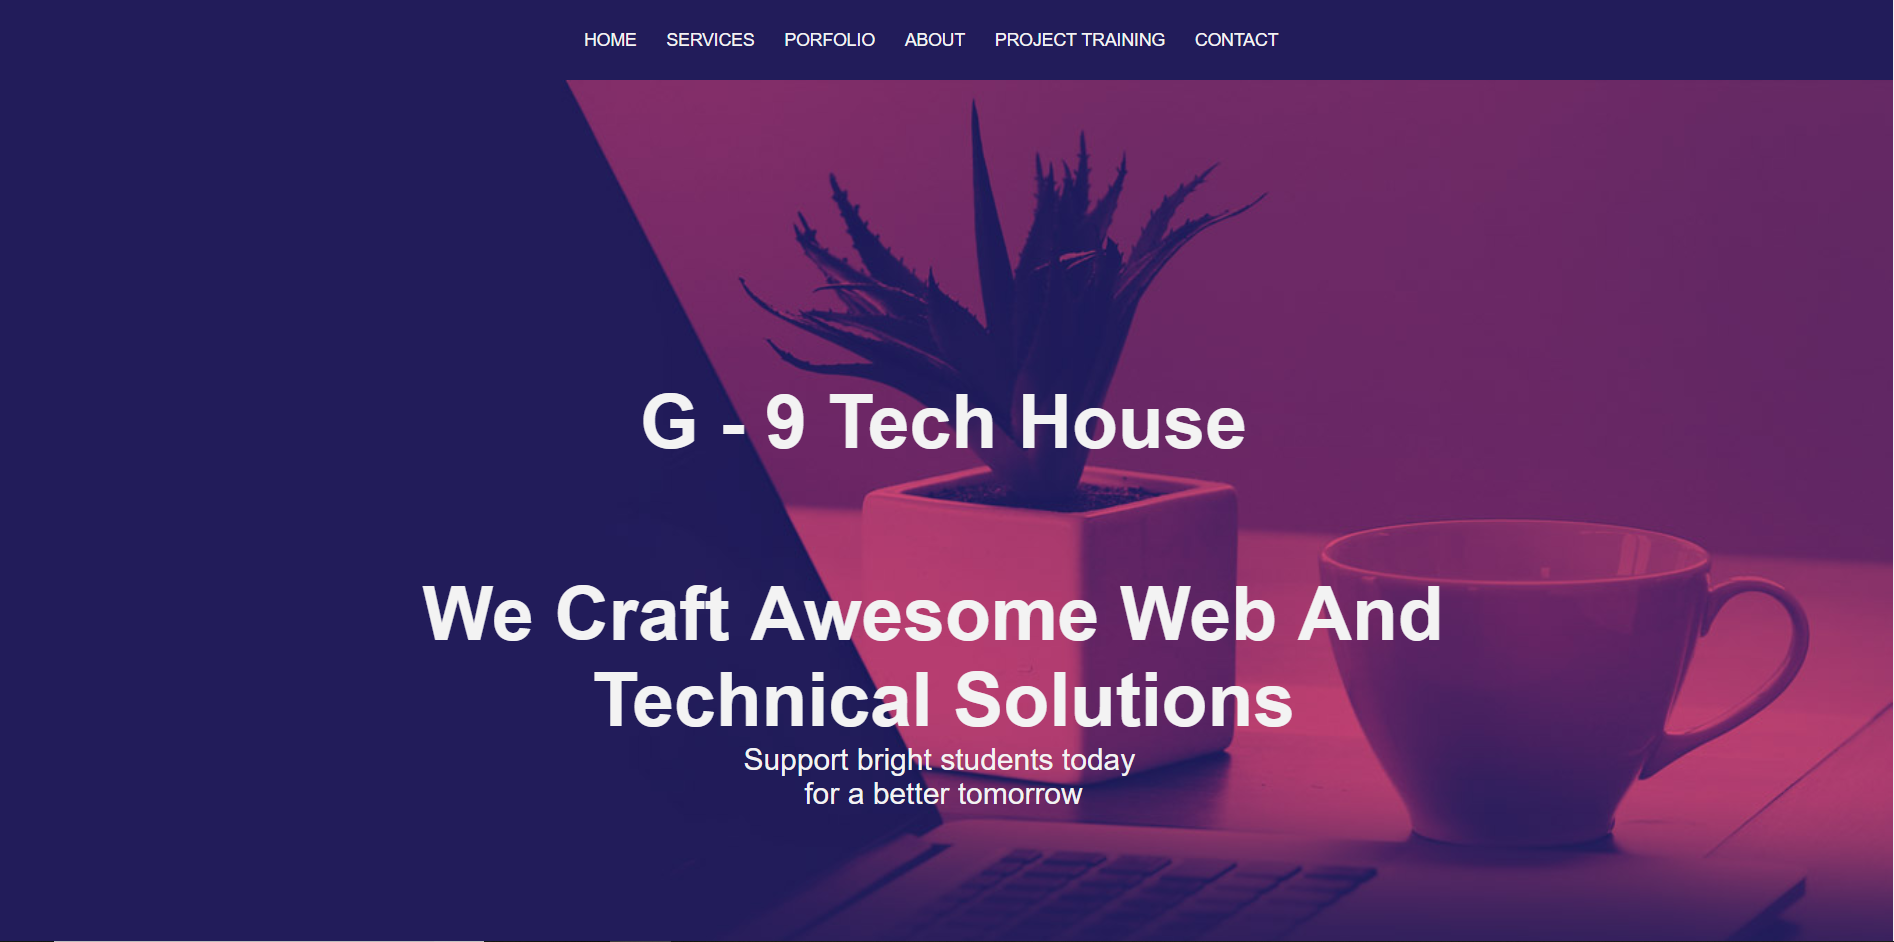 HOME SERVICES PORFOLIO ABOUT PROJECT TRAINING CONTACT
G - 9 Tech House
We Craft Awesome Web And
Technical Solutions
Support bright students today
for a better tomorrow